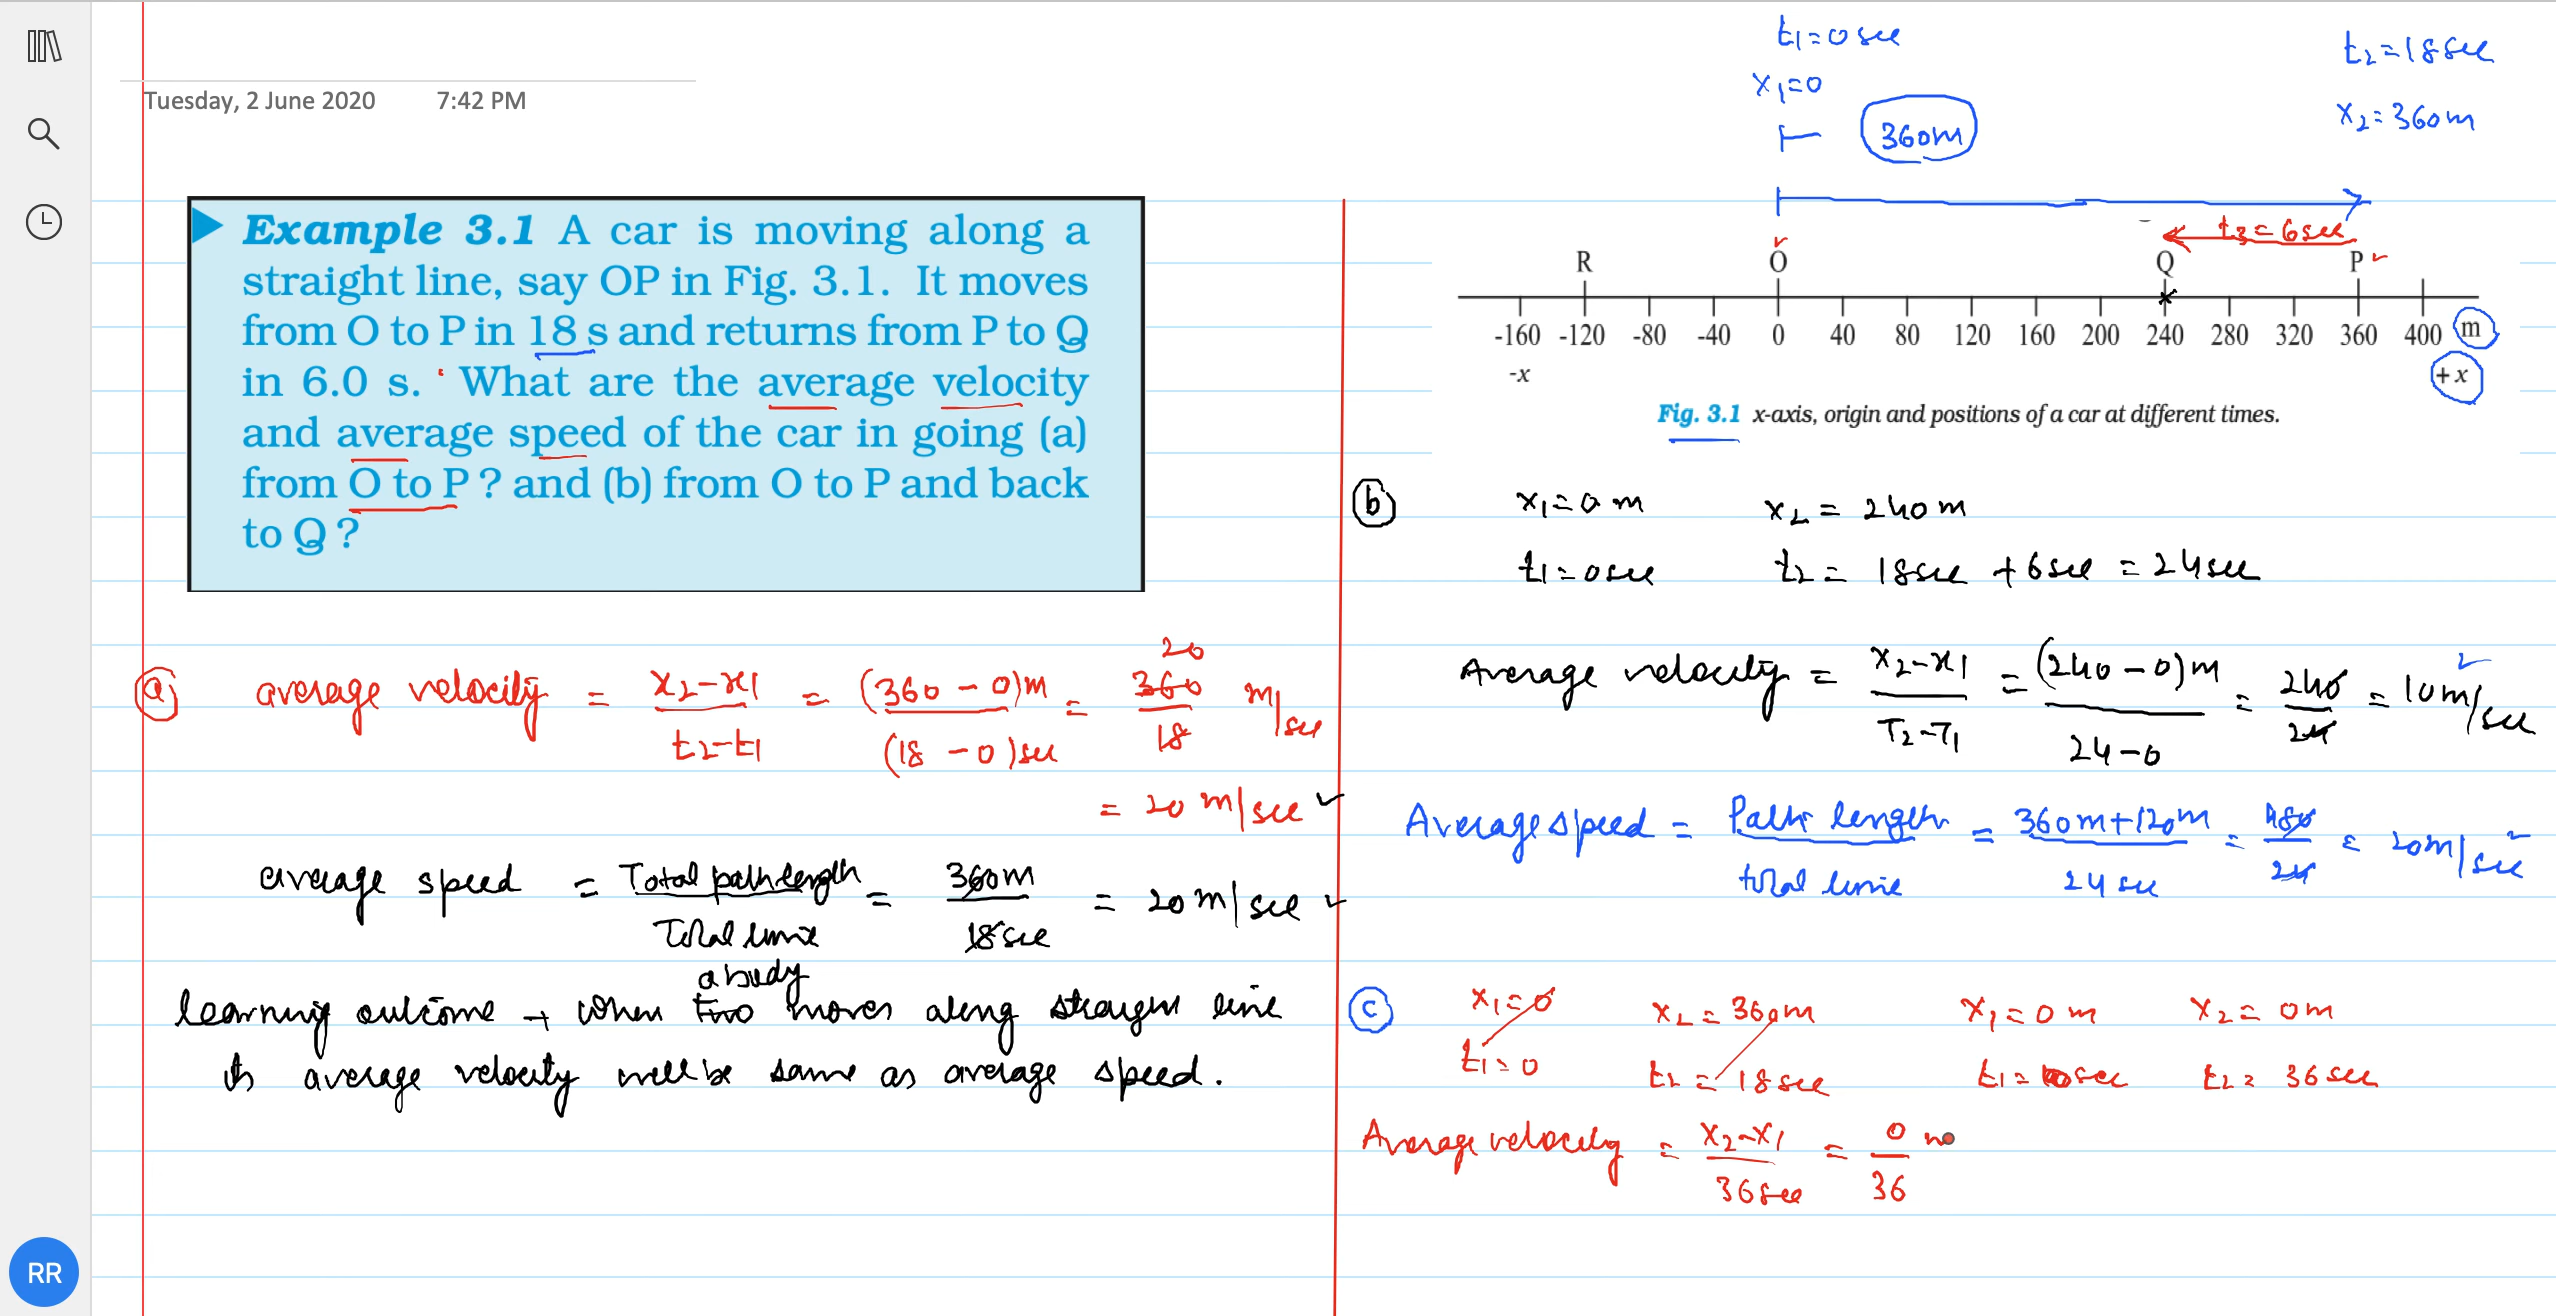 Tuesday, 2 June 2020 7:42 PM
Example 3.1 A car is moving along a
straight line, say OP in Fig. 3.1. It moves
from O to P in 18 s and returns from P to Q
in 6.0 s. What are the average velocity
and average speed of the car in going (a)
from O to P ? and (b) from O to P and back
to Q ?
t1=0sec
x1=0
360m
t2=18sec
x2=360m
t3=6sec
R O Q P
-160 -120 -80 -40 0 40 80 120 160 200 240 280 320 360 400 m
-x +x
Fig. 3.1 x-axis, origin and positions of a car at different times.
(a) average velocity = x2-x1 / t2-t1 = (360-0)m / (18-0)sec = 360 / 18 m/sec
20
= 20 m/sec
average speed = Total path length / Total time = 360m / 18sec = 20 m/sec
a body
learning outcome → when two moves along straight line
its average velocity will be same as average speed.
(b) x1=0 m x2 = 240 m
t1=0sec t2 = 18sec +6sec = 24sec
Average velocity = x2-x1 / T2-T1 = (240-0)m / 24-0 = 240 / 24 = 10m/sec
Average speed = Path length / total time = 360m+120m / 24 sec = 480 / 24 = 20m/sec
(c) x1=0 x2=360m x1=0 m x2= 0m
t1=0 t2=18sec t1=0sec t2= 36sec
Average velocity = x2-x1 / 36sec = 0 / 36
RR